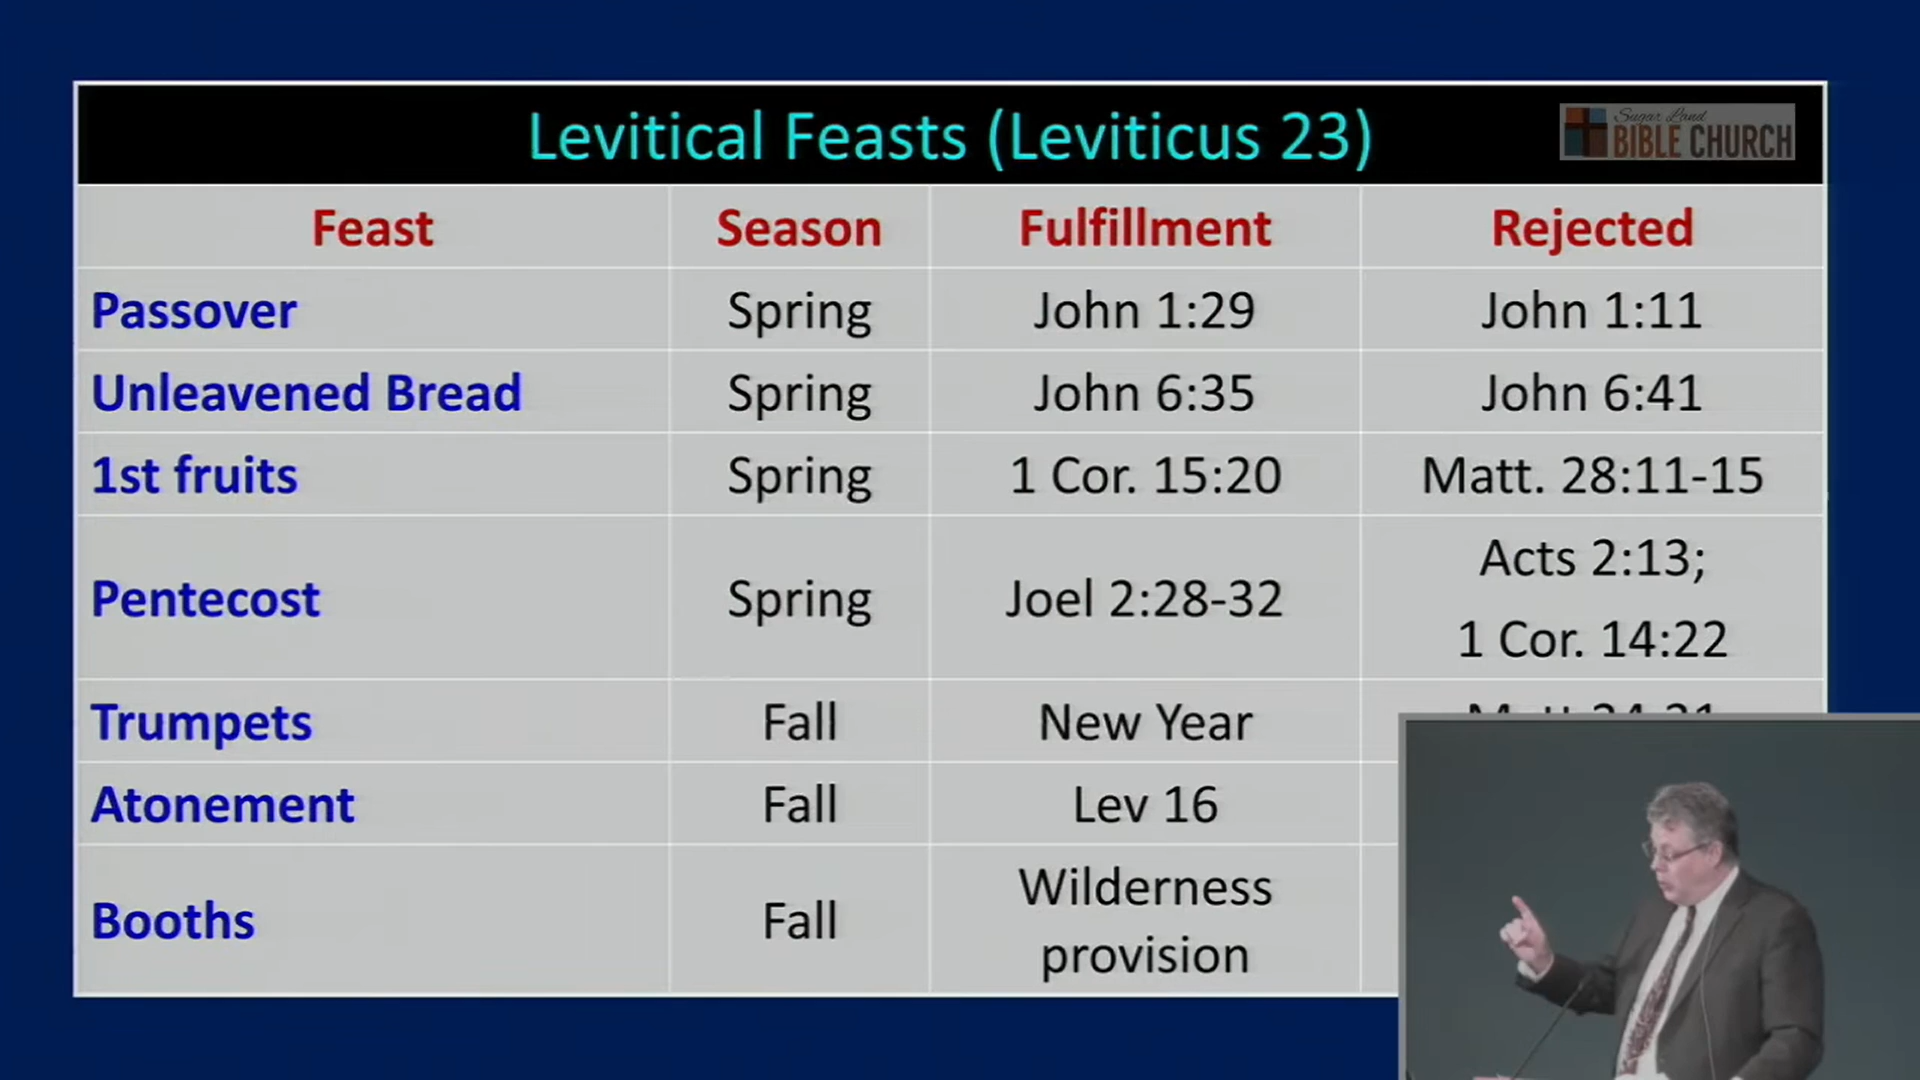 Levitical Feasts (Leviticus 23)
Sugar Land
BIBLE CHURCH
Feast Season Fulfillment Rejected
Passover Spring John 1:29 John 1:11
Unleavened Bread Spring John 6:35 John 6:41
1st fruits Spring 1 Cor. 15:20 Matt. 28:11-15
Pentecost Spring Joel 2:28-32 Acts 2:13;
1 Cor. 14:22
Trumpets Fall New Year
Atonement Fall Lev 16
Booths Fall Wilderness
provision